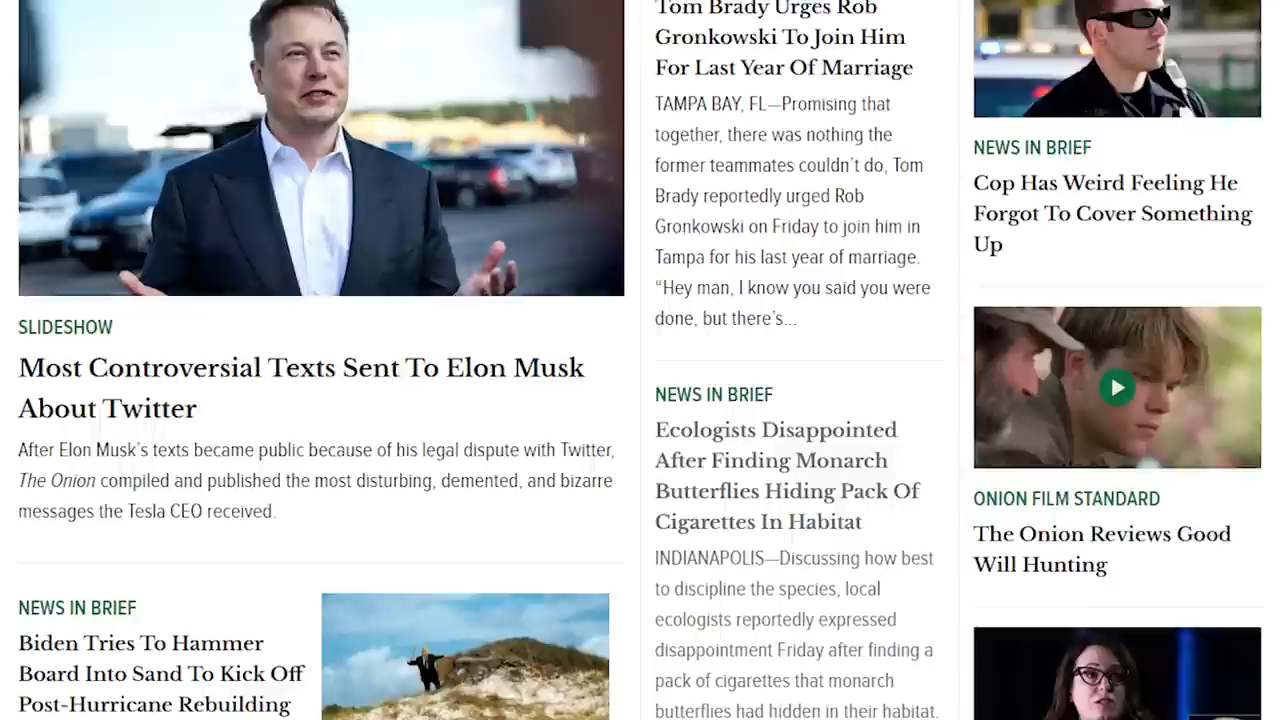 SLIDESHOW
Most Controversial Texts Sent To Elon Musk
About Twitter
After Elon Musk's texts became public because of his legal dispute with Twitter,
The Onion compiled and published the most disturbing, demented, and bizarre
messages the Tesla CEO received.
NEWS IN BRIEF
Biden Tries To Hammer
Board Into Sand To Kick Off
Post-Hurricane Rebuilding
Tom Brady Urges Rob
Gronkowski To Join Him
For Last Year Of Marriage
TAMPA BAY, FL—Promising that
together, there was nothing the
former teammates couldn't do, Tom
Brady reportedly urged Rob
Gronkowski on Friday to join him in
Tampa for his last year of marriage.
“Hey man, I know you said you were
done, but there's...
NEWS IN BRIEF
Ecologists Disappointed
After Finding Monarch
Butterflies Hiding Pack Of
Cigarettes In Habitat
INDIANAPOLIS—Discussing how best
to discipline the species, local
ecologists reportedly expressed
disappointment Friday after finding a
pack of cigarettes that monarch
butterflies had hidden in their habitat.
NEWS IN BRIEF
Cop Has Weird Feeling He
Forgot To Cover Something
Up
ONION FILM STANDARD
The Onion Reviews Good
Will Hunting